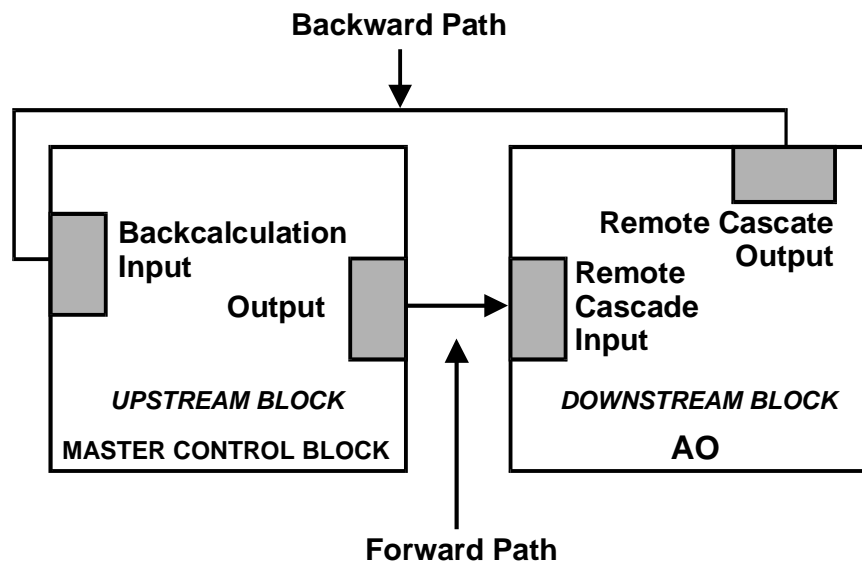 Backward Path
Remote Cascate
Output
Backcalculation
Input
Output
Remote
Cascade
Input
UPSTREAM BLOCK
MASTER CONTROL BLOCK
DOWNSTREAM BLOCK
AO
Forward Path